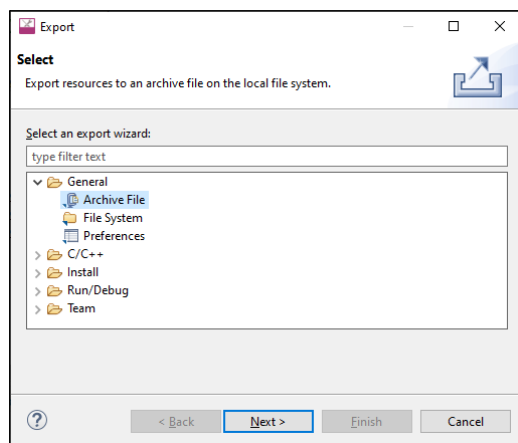 Export
Select
Export resources to an archive file on the local file system.
Select an export wizard:
type filter text
General
Archive File
File System
Preferences
C/C++
Install
Run/Debug
Team
? < Back Next > Finish Cancel